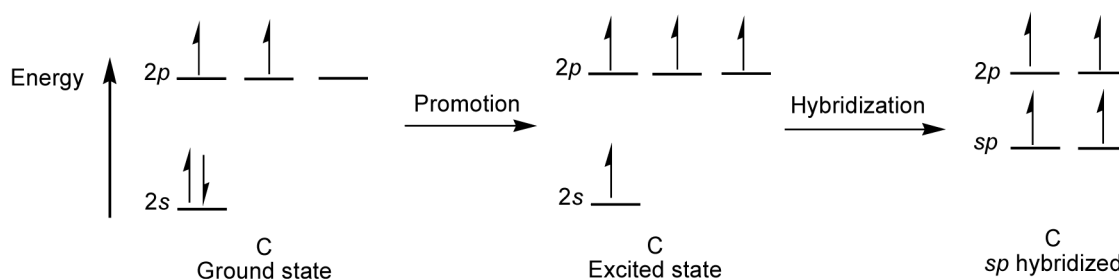 Energy
2p
2s
C
Ground state
Promotion
2p
2s
C
Excited state
Hybridization
2p
sp
C
sp hybridized